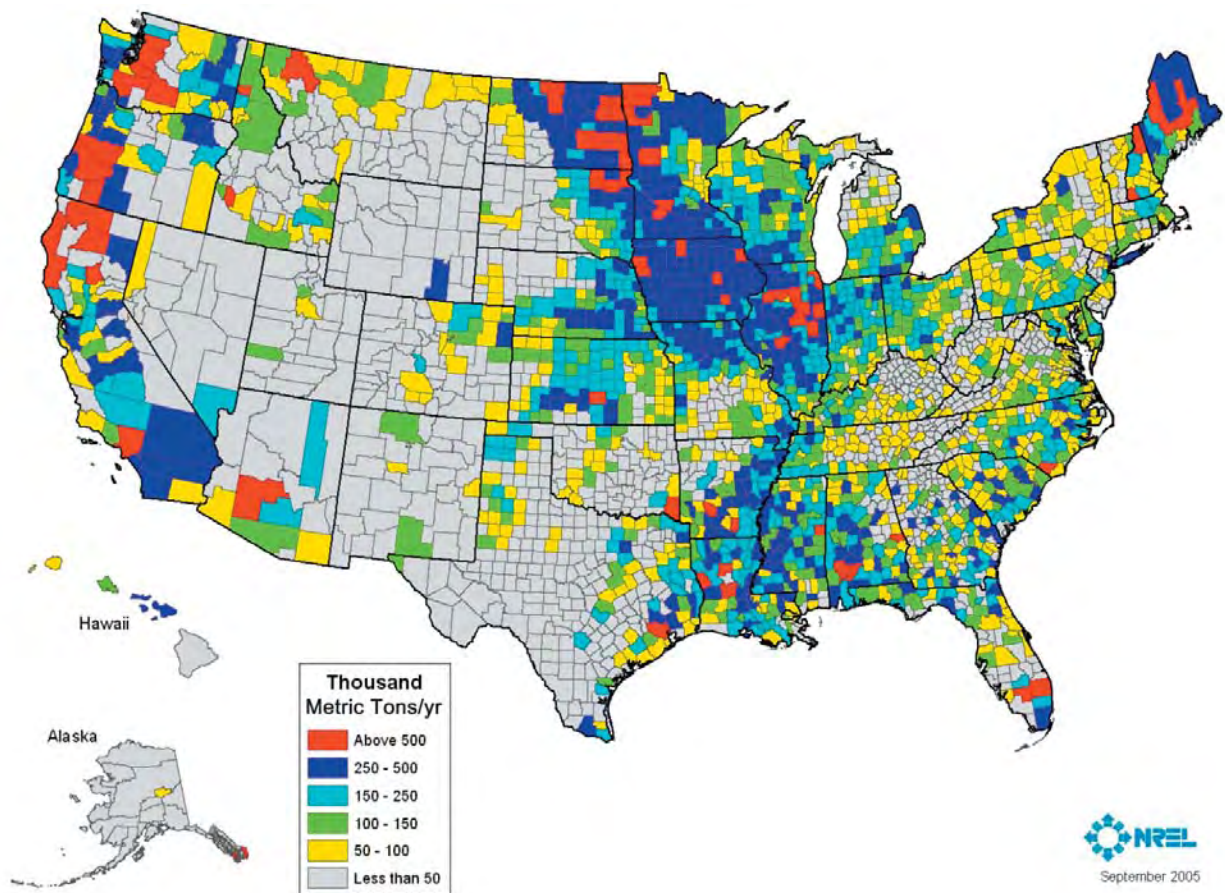 Hawaii
Alaska
Thousand
Metric Tons/yr
Above 500
250 - 500
150 - 250
100 - 150
50 - 100
Less than 50
NREL
September 2005